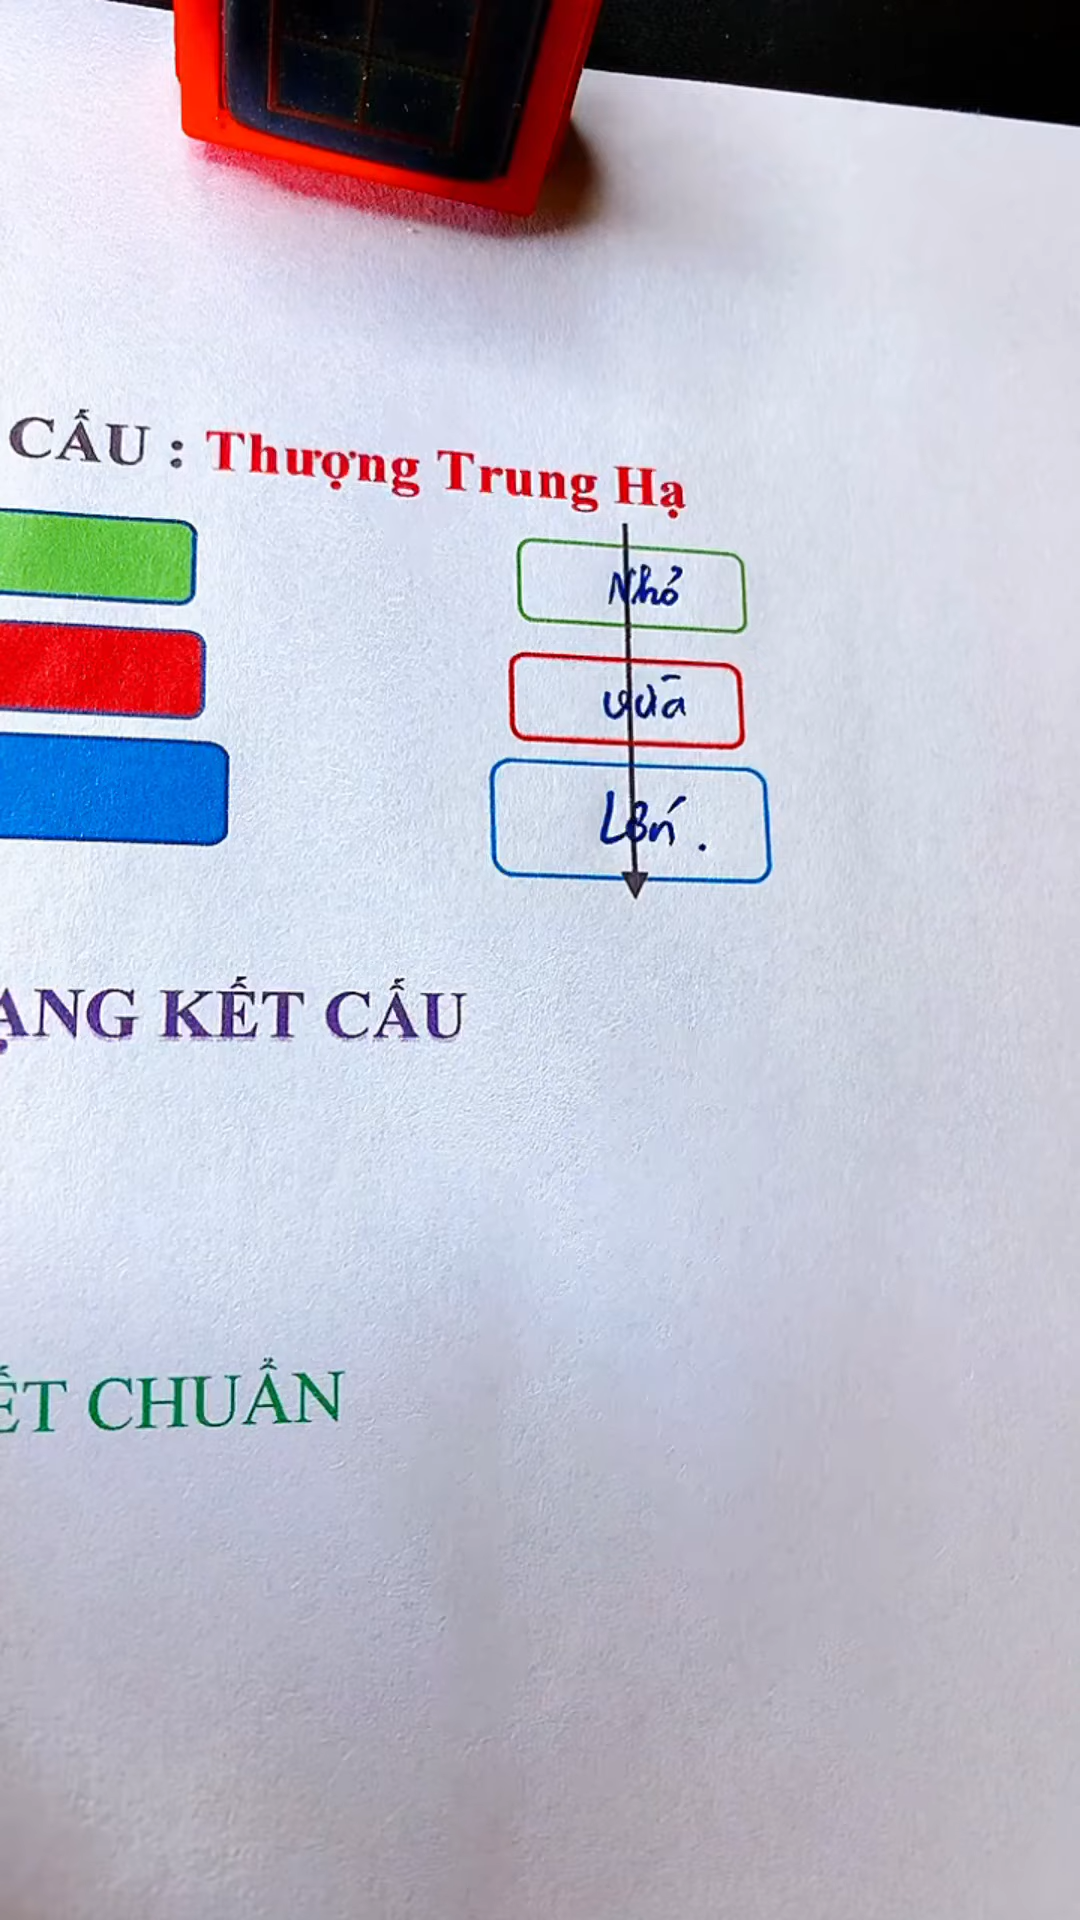 CẤU : Thượng Trung Hạ
Nhỏ
vừa
Lớn.
ẠNG KẾT CẤU
ẾT CHUẨN